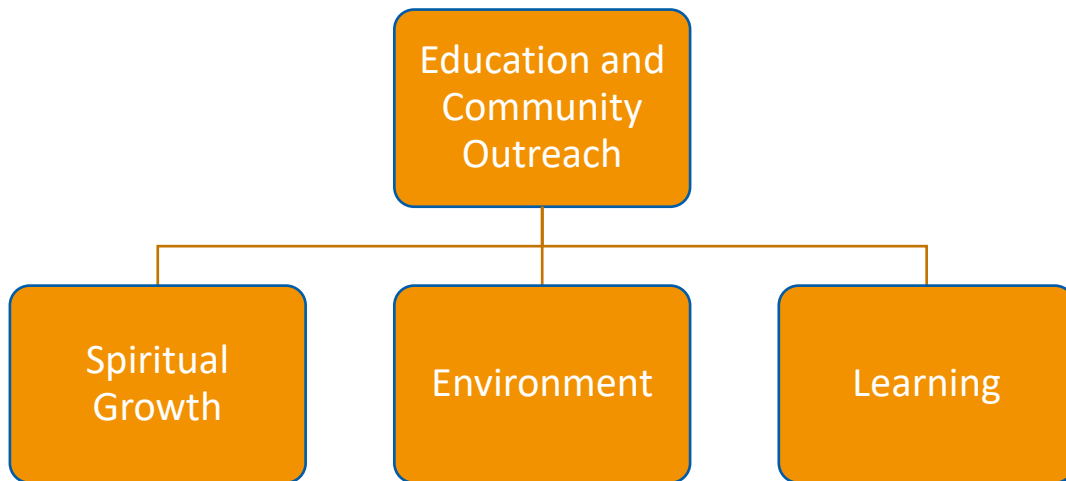 Education and
Community
Outreach
Spiritual
Growth
Environment
Learning